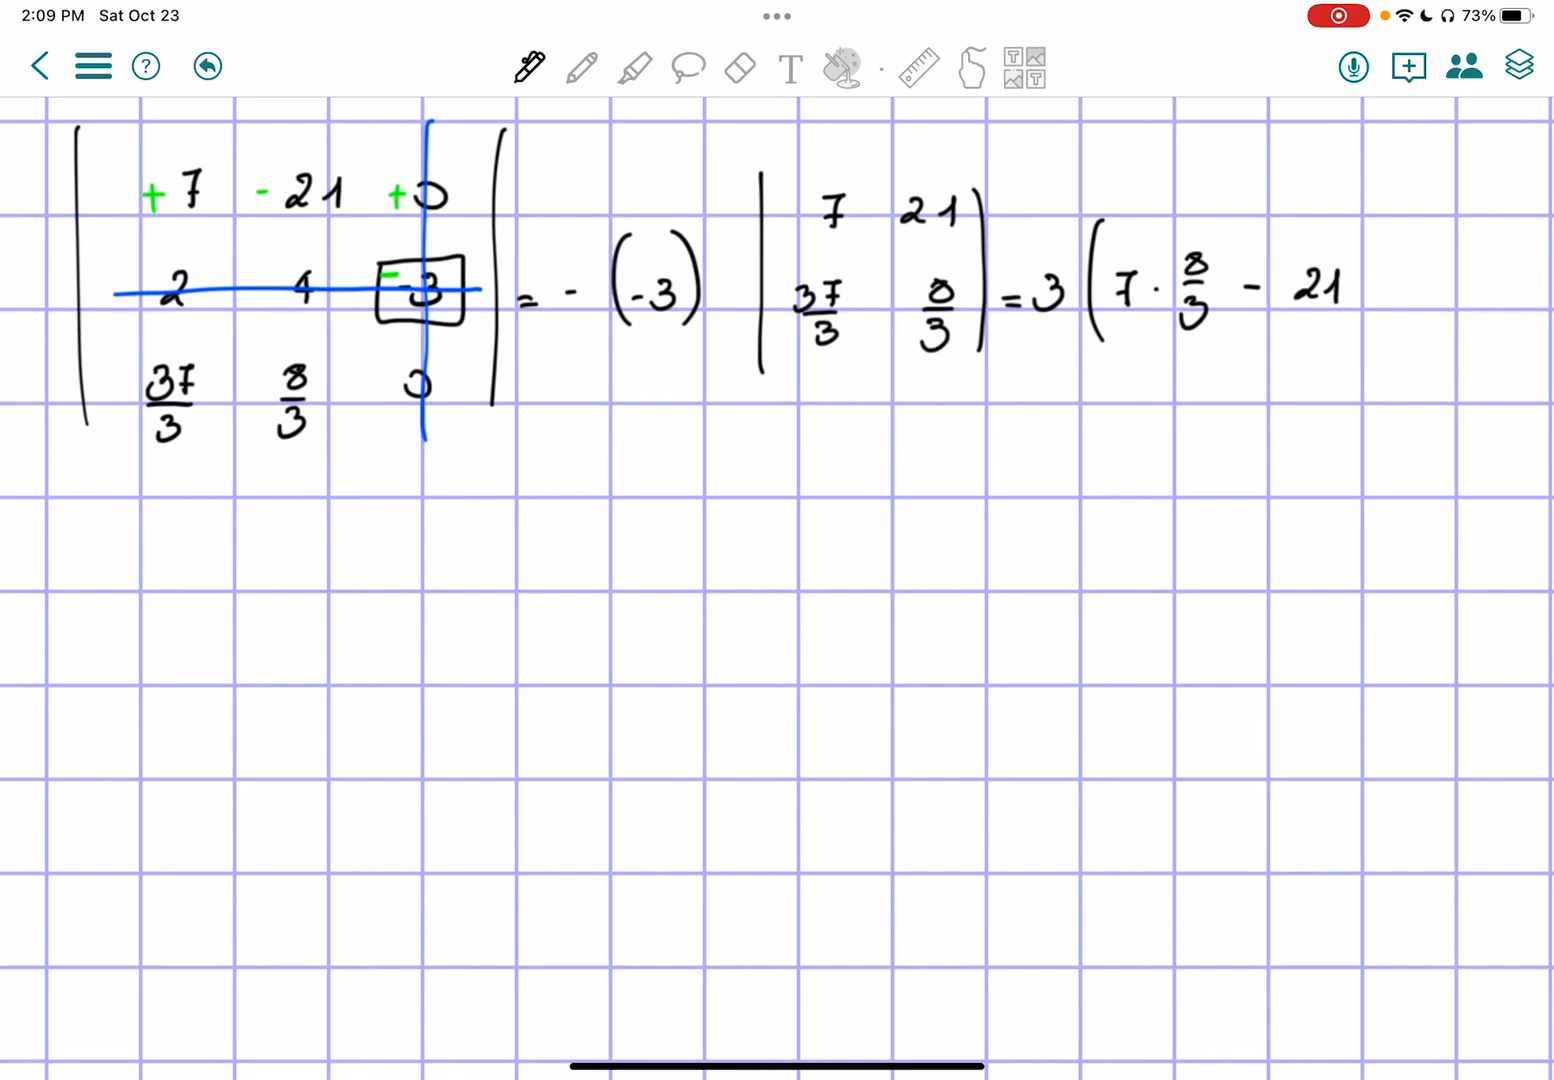 2:09 PM Sat Oct 23 73%
T
| +7 -21 +0 |
| 2 4 -3 | = - (-3) | 7 21 | = 3 ( 7 · 8/3 - 21
| 37/3 8/3 0 | | 37/3 8/3 |